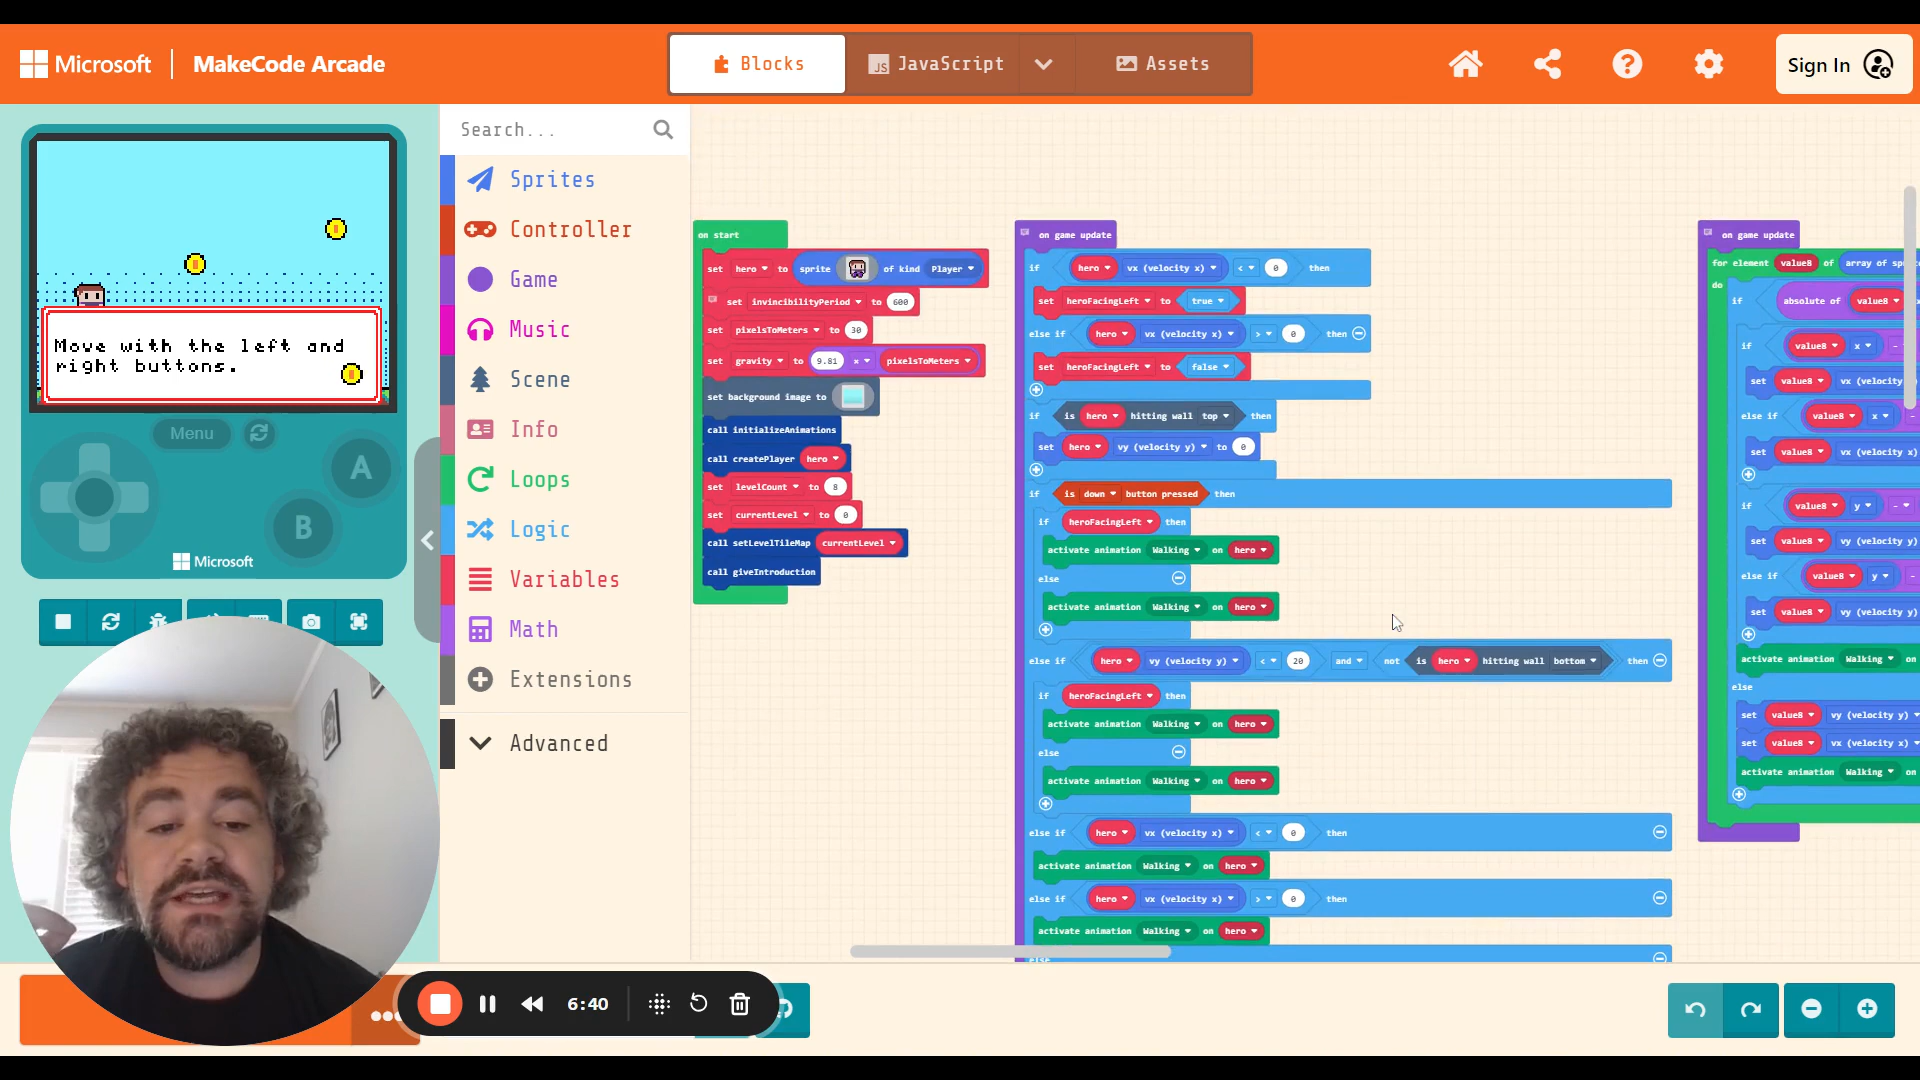 Microsoft
MakeCode Arcade
Blocks
JS JavaScript
Assets
Sign In
Move with the left and
right buttons.
Menu
A
B
Microsoft
Search...
Sprites
Controller
Game
Music
Scene
Info
Loops
Logic
Variables
Math
Extensions
Advanced
on start
set hero to sprite of kind Player
set invincibilityPeriod to 600
set pixelsToMeters to 30
set gravity to 9.81 x pixelsToMeters
set background image to
call initializeAnimations
call createPlayer hero
set levelCount to 8
set currentLevel to 0
call setLevelTileMap currentLevel
call giveIntroduction
on game update
if hero vx (velocity x) < 0 then
set heroFacingLeft to true
else if hero vx (velocity x) > 0 then
set heroFacingLeft to false
if is hero hitting wall top then
set hero vy (velocity y) to 0
if is down button pressed then
if heroFacingLeft then
activate animation Walking on hero
else
activate animation Walking on hero
else if hero vy (velocity y) < 20 and not is hero hitting wall bottom then
if heroFacingLeft then
activate animation Walking on hero
else
activate animation Walking on hero
else if hero vx (velocity x) < 0 then
activate animation Walking on hero
else if hero vx (velocity x) > 0 then
activate animation Walking on hero
else
on game update
for element value8 of array of
do
if absolute of value8
if value8 x -
set value8 vx (velocity
else if value8 x -
set value8 vx (velocity x)
if value8 y -
set value8 vy (velocity y)
else if value8 y -
set value8 vy (velocity y)
activate animation Walking on
else
set value8 vy (velocity y)
set value8 vx (velocity x)
activate animation Walking on
6:40